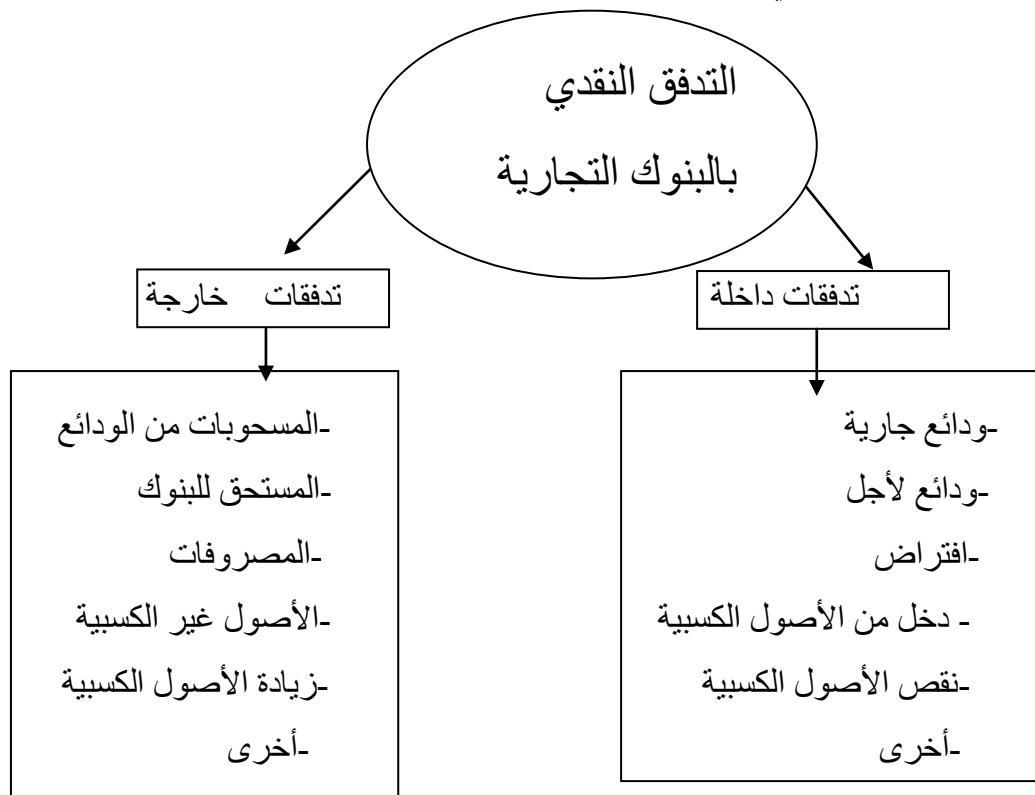 التدفق النقدي
بالبنوك التجارية
تدفقات داخلة
-ودائع جارية
-ودائع لأجل
-افتراض
- دخل من الأصول الكسبية
-نقص الأصول الكسبية
-أخرى
تدفقات خارجة
-المسحوبات من الودائع
-المستحق للبنوك
-المصروفات
-الأصول غير الكسبية
-زيادة الأصول الكسبية
-أخرى